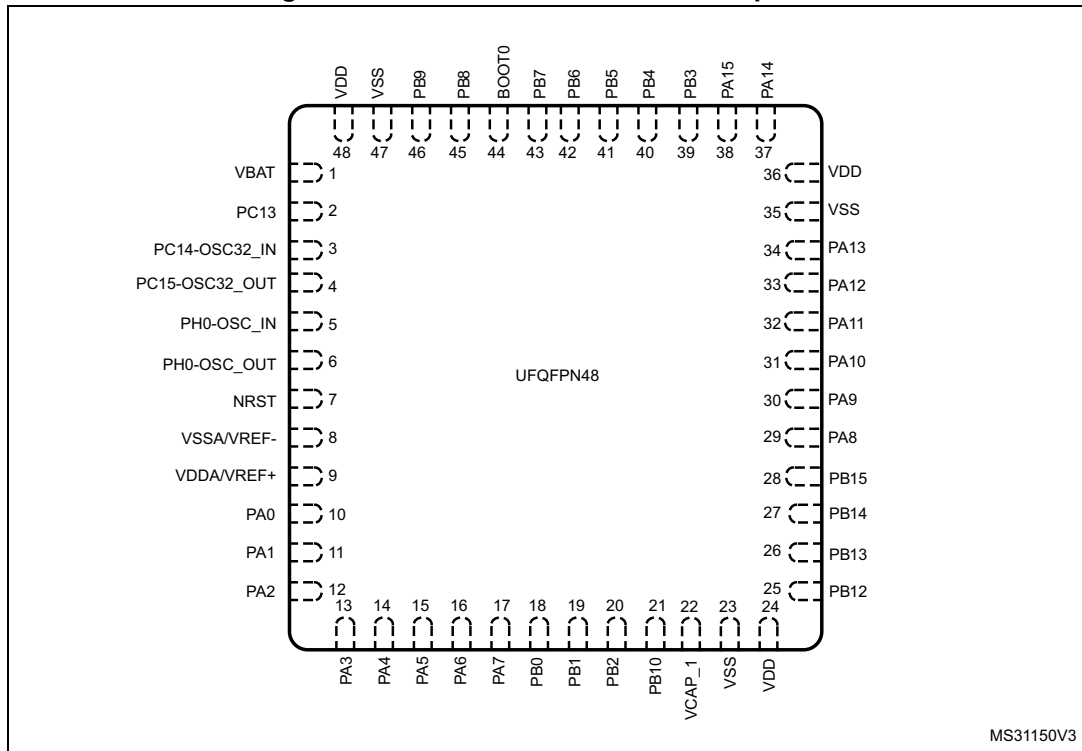 VDD VSS PB9 PB8 BOOT0 PB7 PB6 PB5 PB4 PB3 PA15 PA14
48 47 46 45 44 43 42 41 40 39 38 37
VBAT 1
PC13 2
PC14-OSC32_IN 3
PC15-OSC32_OUT 4
PH0-OSC_IN 5
PH0-OSC_OUT 6
NRST 7
VSSA/VREF- 8
VDDA/VREF+ 9
PA0 10
PA1 11
PA2 12
UFQFPN48
36 VDD
35 VSS
34 PA13
33 PA12
32 PA11
31 PA10
30 PA9
29 PA8
28 PB15
27 PB14
26 PB13
25 PB12
13 14 15 16 17 18 19 20 21 22 23 24
PA3 PA4 PA5 PA6 PA7 PB0 PB1 PB2 PB10 VCAP_1 VSS VDD
MS31150V3